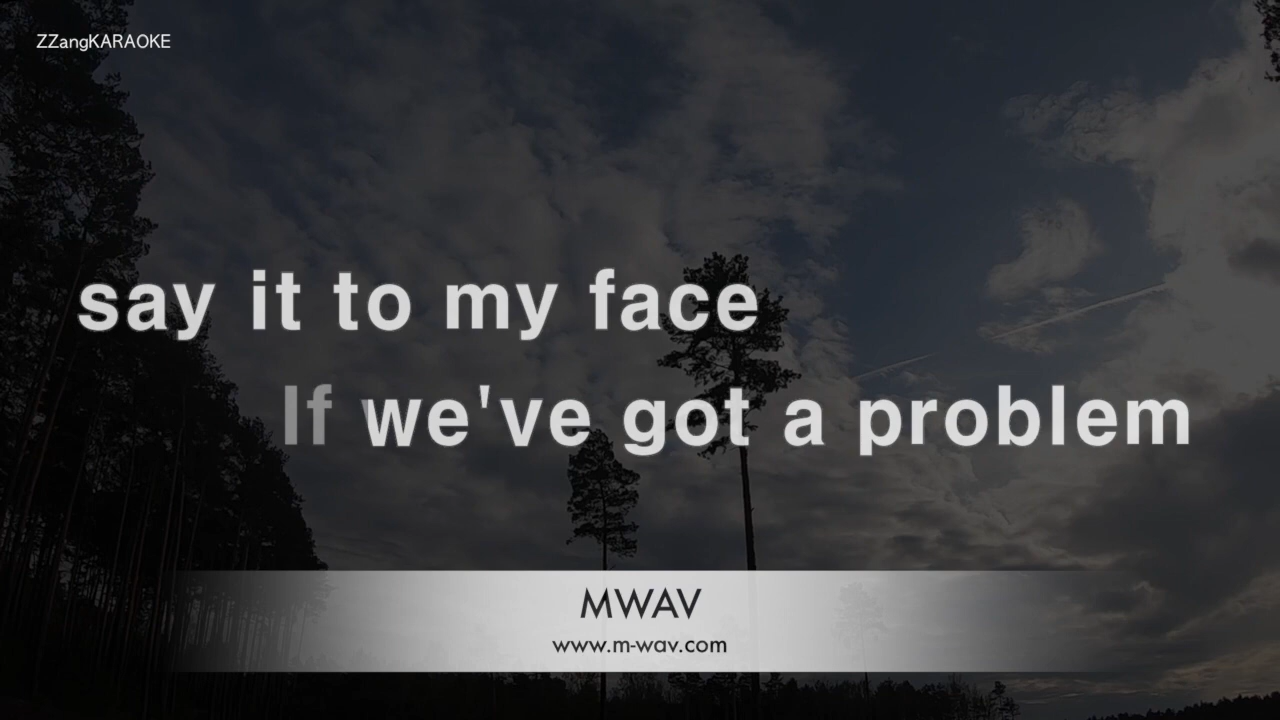 ZZangKARAOKE
say it to my face
If we've got a problem
MWAV
www.m-wav.com